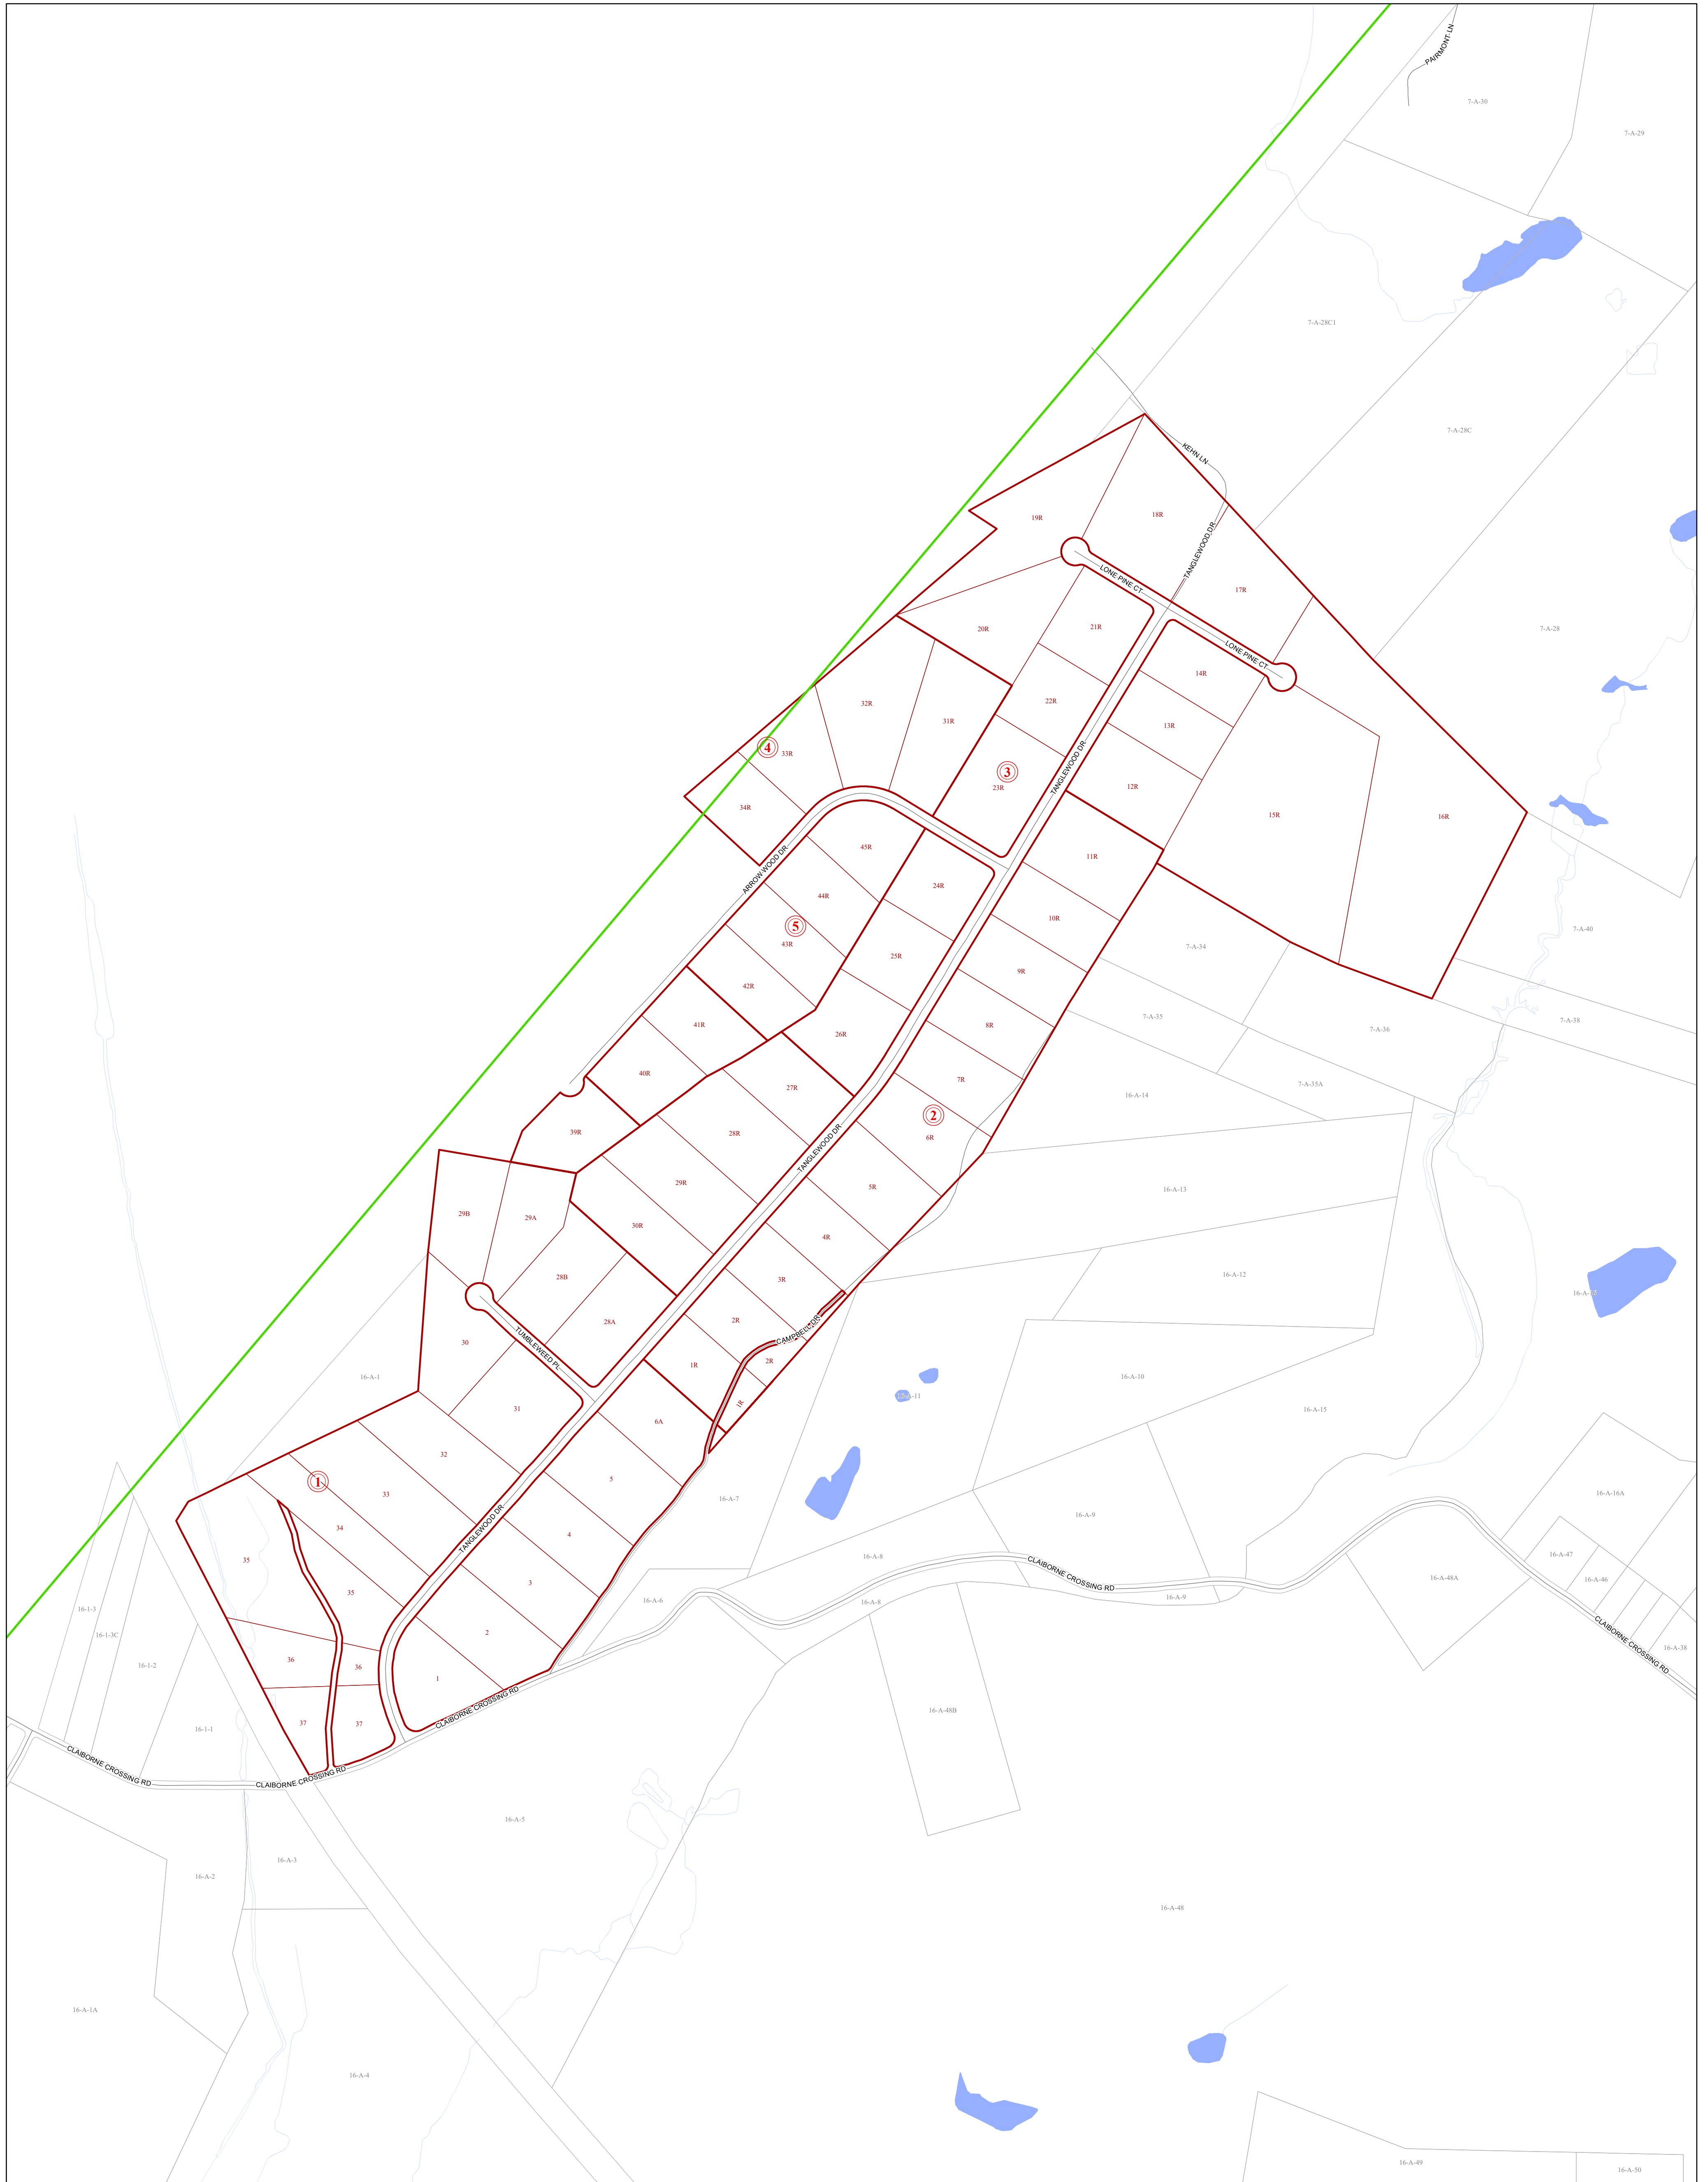 PAIRMONT LN
7-A-30
7-A-29
7-A-28C1
7-A-28C
KEHN LN
19R
18R
TANGLEWOOD DR
LONE PINE CT
17R
20R
21R
7-A-28
LONE PINE CT
14R
22R
32R
31R
13R
4
33R
3
23R
TANGLEWOOD DR
12R
34R
15R
16R
45R
11R
ARROW WOOD DR
24R
44R
10R
5
43R
7-A-34
7-A-40
25R
9R
42R
7-A-35
7-A-38
41R
8R
7-A-36
26R
40R
27R
7R
7-A-35A
16-A-14
2
39R
28R
6R
TANGLEWOOD DR
29R
5R
16-A-13
29B
29A
30R
4R
28B
3R
16-A-12
28A
2R
CAMPBELL DR
30
TUMBLEWEED PL
1R
2R
16-A-1
16-A-10
16-A-11
1R
31
16-A-15
6A
32
1
5
33
16-A-7
16-A-16A
TANGLEWOOD DR
34
4
16-A-9
16-A-8
16-A-47
35
CLAIBORNE CROSSING RD
16-A-48A
16-A-46
3
35
16-A-6
16-A-8
16-A-9
16-1-3
16-1-3C
2
CLAIBORNE CROSSING RD
16-A-38
36
36
16-1-2
1
CLAIBORNE CROSSING RD
16-A-48B
37
37
16-1-1
CLAIBORNE CROSSING RD
CLAIBORNE CROSSING RD
16-A-5
16-A-3
16-A-2
16-A-48
16-A-1A
16-A-4
16-A-49
16-A-50